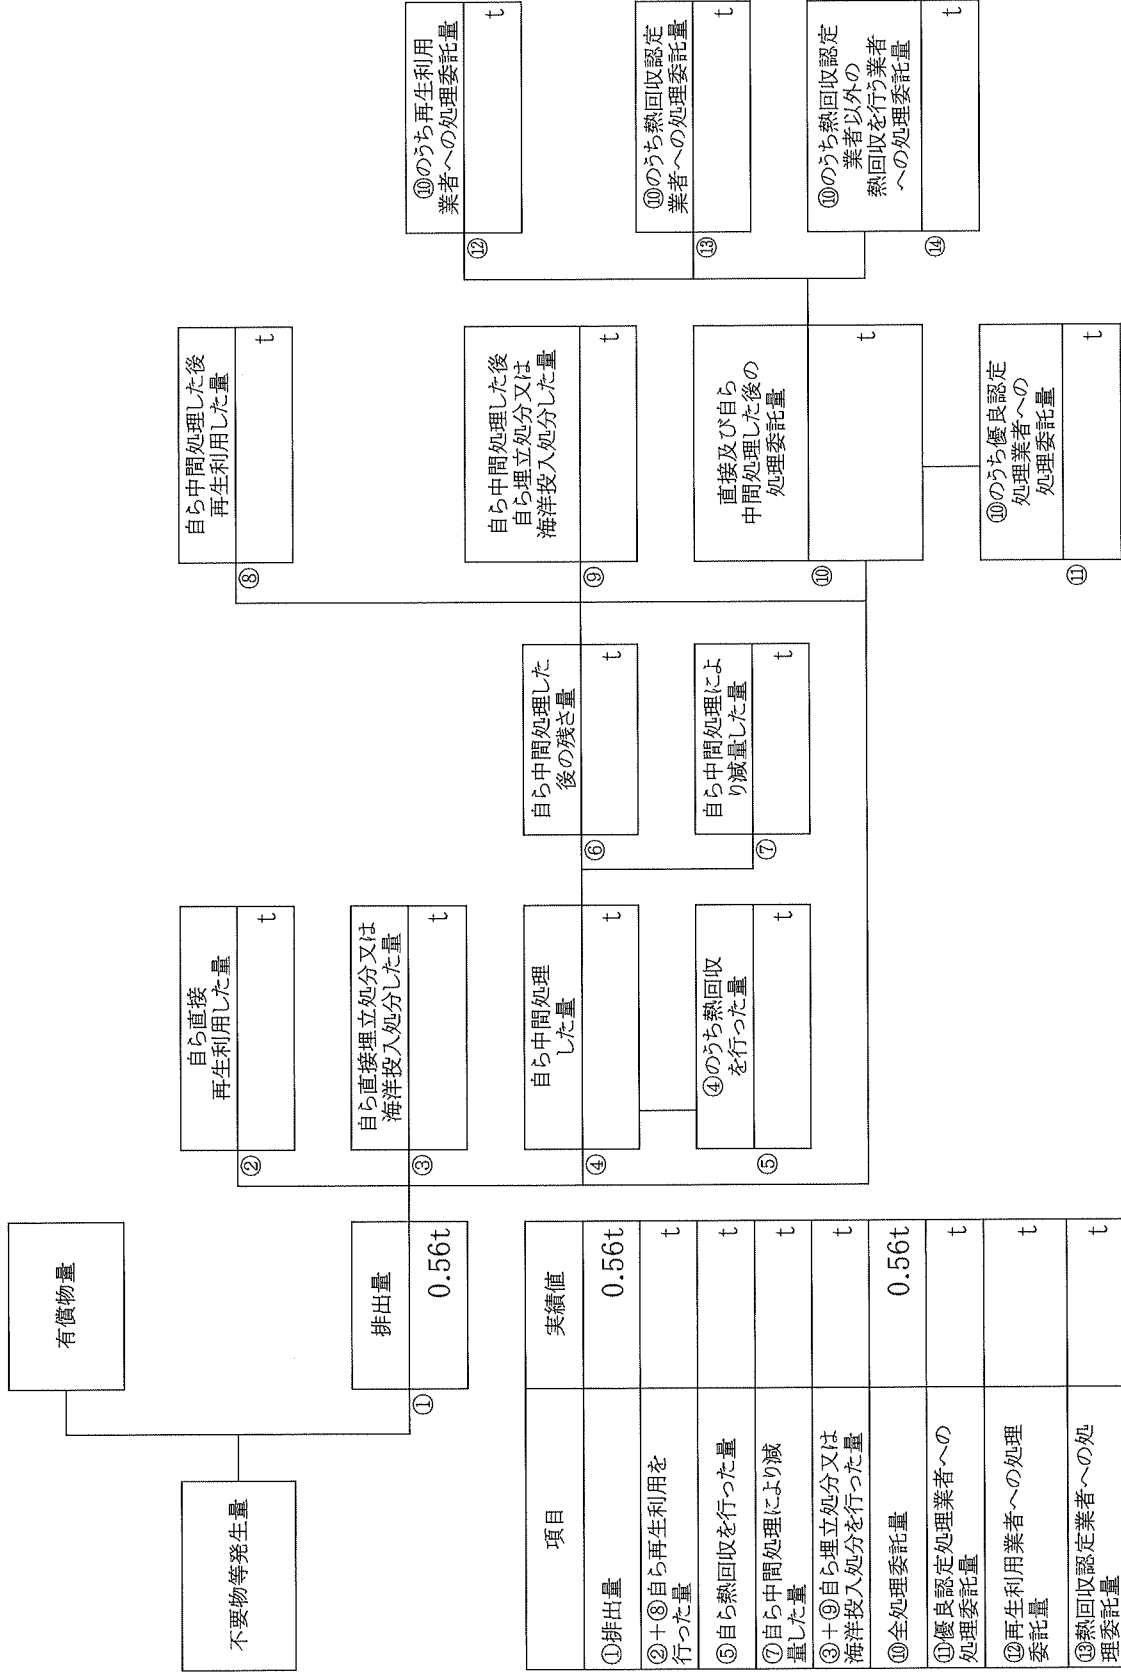 不要物等発生量
有償物量
排出量
①
0.56t
自ら直接
再生利用した量
②
t
自ら直接埋立処分又は
海洋投入処分した量
③
t
自ら中間処理
した量
④
t
④のうち熱回収
を行った量
⑤
t
自ら中間処理した
後の残さ量
⑥
t
自ら中間処理によ
り減量した量
⑦
t
自ら中間処理した後
再生利用した量
⑧
t
自ら中間処理した後
自ら埋立処分又は
海洋投入処分した量
⑨
t
直接及び自ら
中間処理した後の
処理委託量
⑩
t
⑩のうち優良認定
処理業者への
処理委託量
⑪
t
⑩のうち再生利用
業者への処理委託量
⑫
t
⑩のうち熱回収認定
業者への処理委託量
⑬
t
⑩のうち熱回収認定
業者以外の
熱回収を行う業者
への処理委託量
⑭
t
項目 実績値
①排出量 0.56t
②+⑧自ら再生利用を
行った量 t
⑤自ら熱回収を行った量 t
⑦自ら中間処理により減
量した量 t
③+⑨自ら埋立処分又は
海洋投入処分を行った量 t
⑩全処理委託量 0.56t
⑪優良認定処理業者への
処理委託量 t
⑫再生利用業者への処理
委託量 t
⑬熱回収認定業者への処
理委託量 t